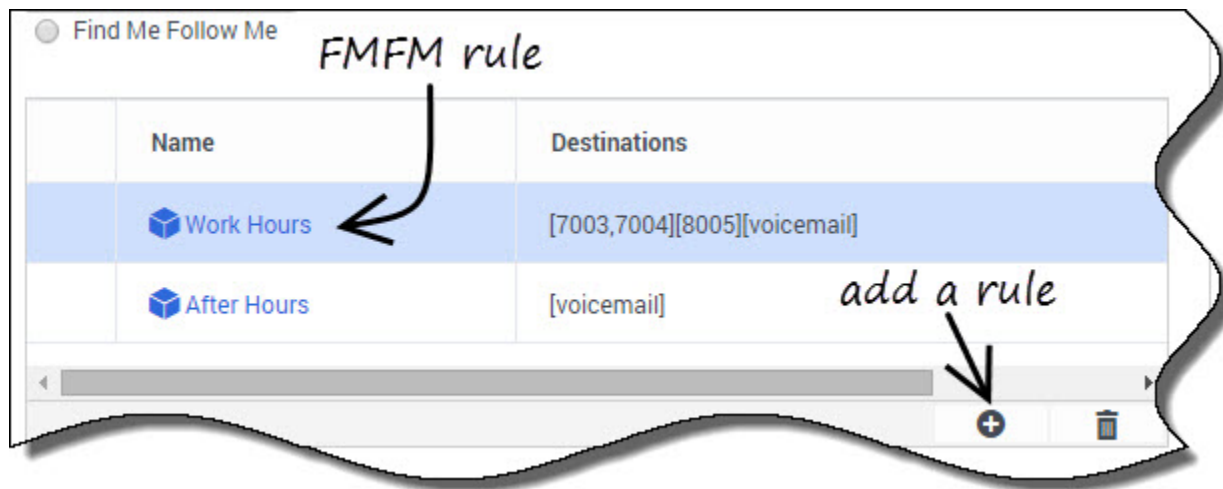 Find Me Follow Me
FMFM rule
Name Destinations
Work Hours [7003,7004][8005][voicemail]
After Hours [voicemail]
add a rule